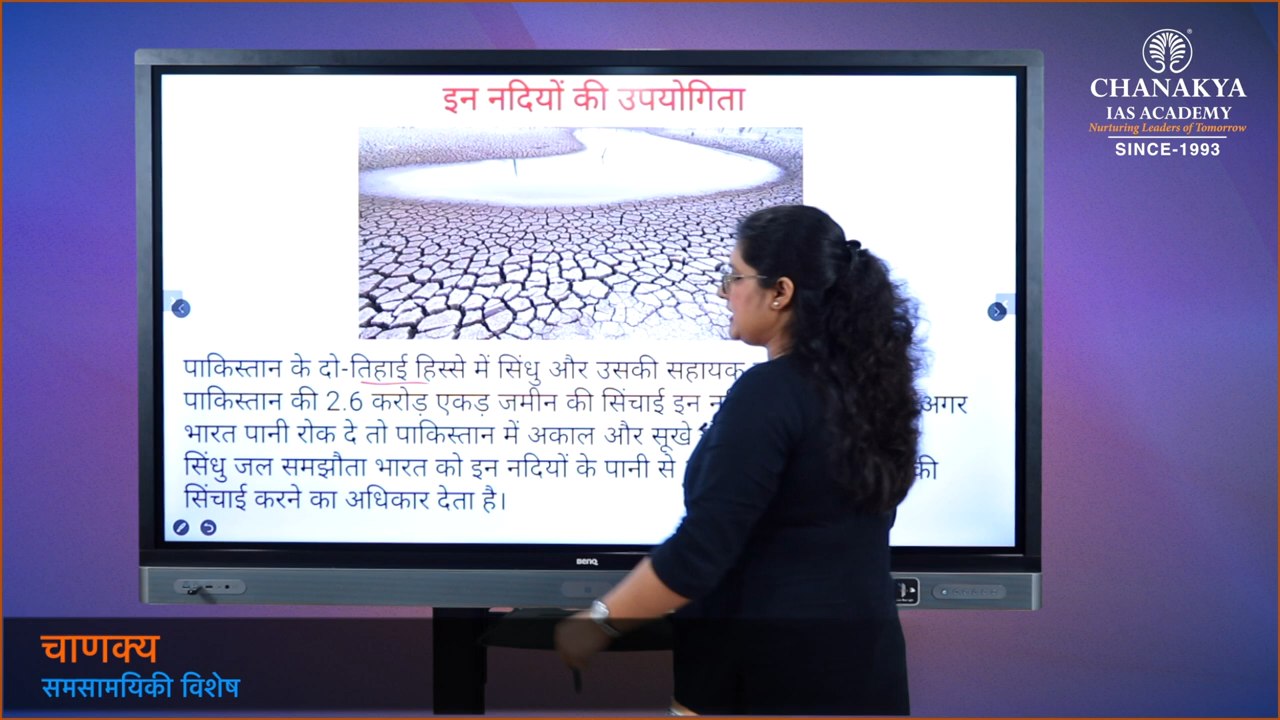 इन नदियों की उपयोगिता
CHANAKYA
IAS ACADEMY
Nurturing Leaders of Tomorrow
SINCE-1993
पाकिस्तान के दो-तिहाई हिस्से में सिंधु और उसकी सहायक
पाकिस्तान की 2.6 करोड़ एकड़ जमीन की सिंचाई इन अगर
भारत पानी रोक दे तो पाकिस्तान में अकाल और सूखे
सिंधु जल समझौता भारत को इन नदियों के पानी से की
सिंचाई करने का अधिकार देता है।
BenQ
चाणक्य
समसामयिकी विशेष